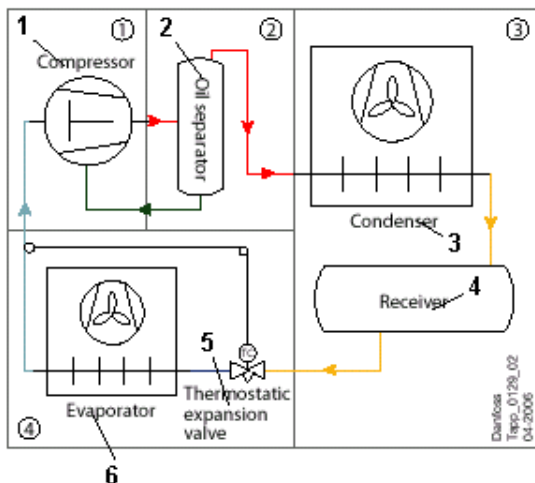 1
①
2
②
③
Compressor
Oil separator
Condenser
3
Receiver
4
TC
5
Thermostatic
expansion
valve
Evaporator
④
6
Danfoss
Tapp_0129_02
04-2006